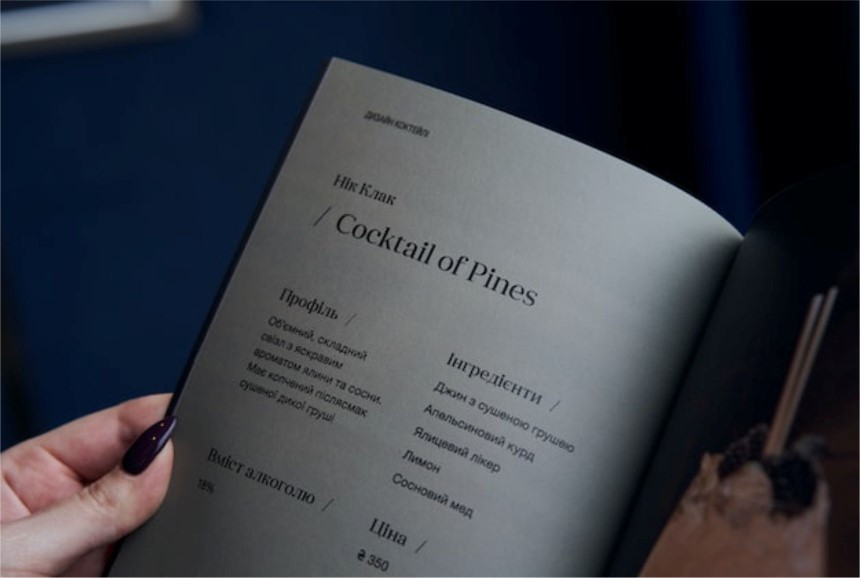 ДИЗАЙН КОКТЕЙЛІ
Нік Клак
/ Cocktail of Pines
Профіль /
Об'ємний, складний
свізл з яскравим
ароматом ялини та сосни.
Має копчений післясмак
сушеної дикої груші
Вміст алкоголю /
18%
Інгредієнти /
Джин з сушеною грушею
Апельсиновий курд
Ялицевий лікер
Лимон
Сосновий мед
Ціна /
₴ 350